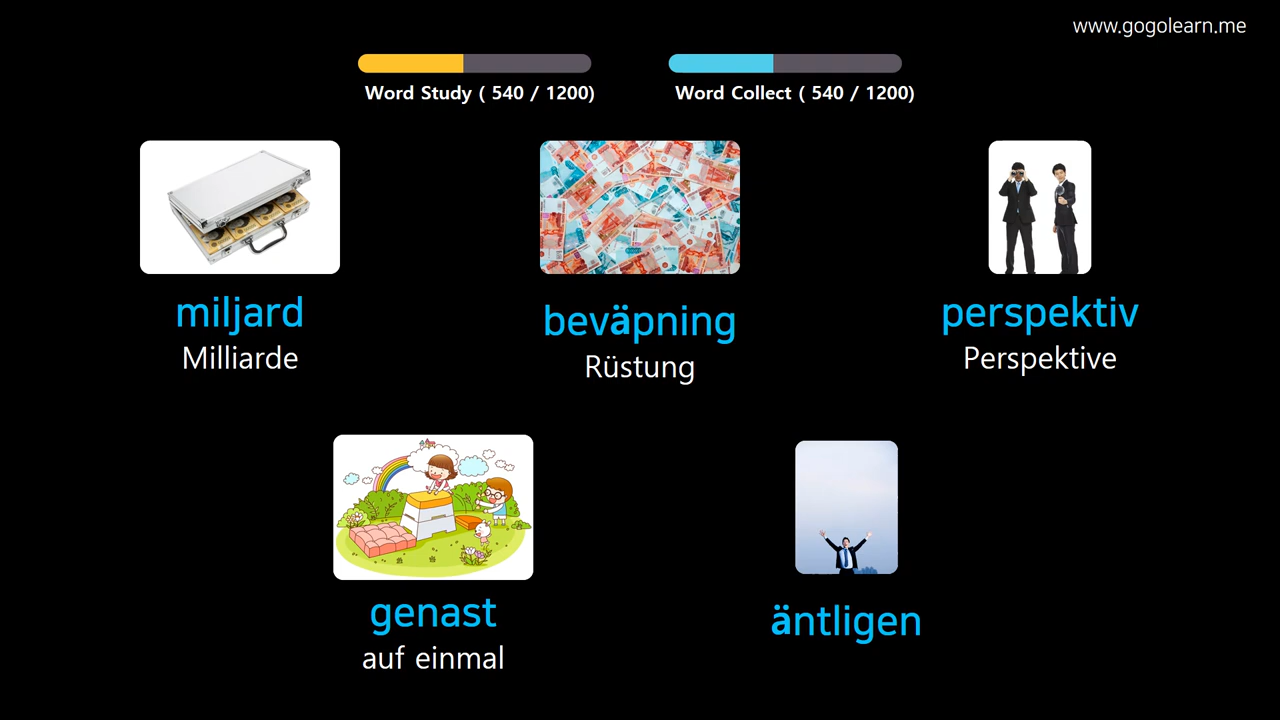 www.gogolearn.me
Word Study ( 540 / 1200)
Word Collect ( 540 / 1200)
miljard
Milliarde
beväpning
Rüstung
perspektiv
Perspektive
genast
auf einmal
äntligen